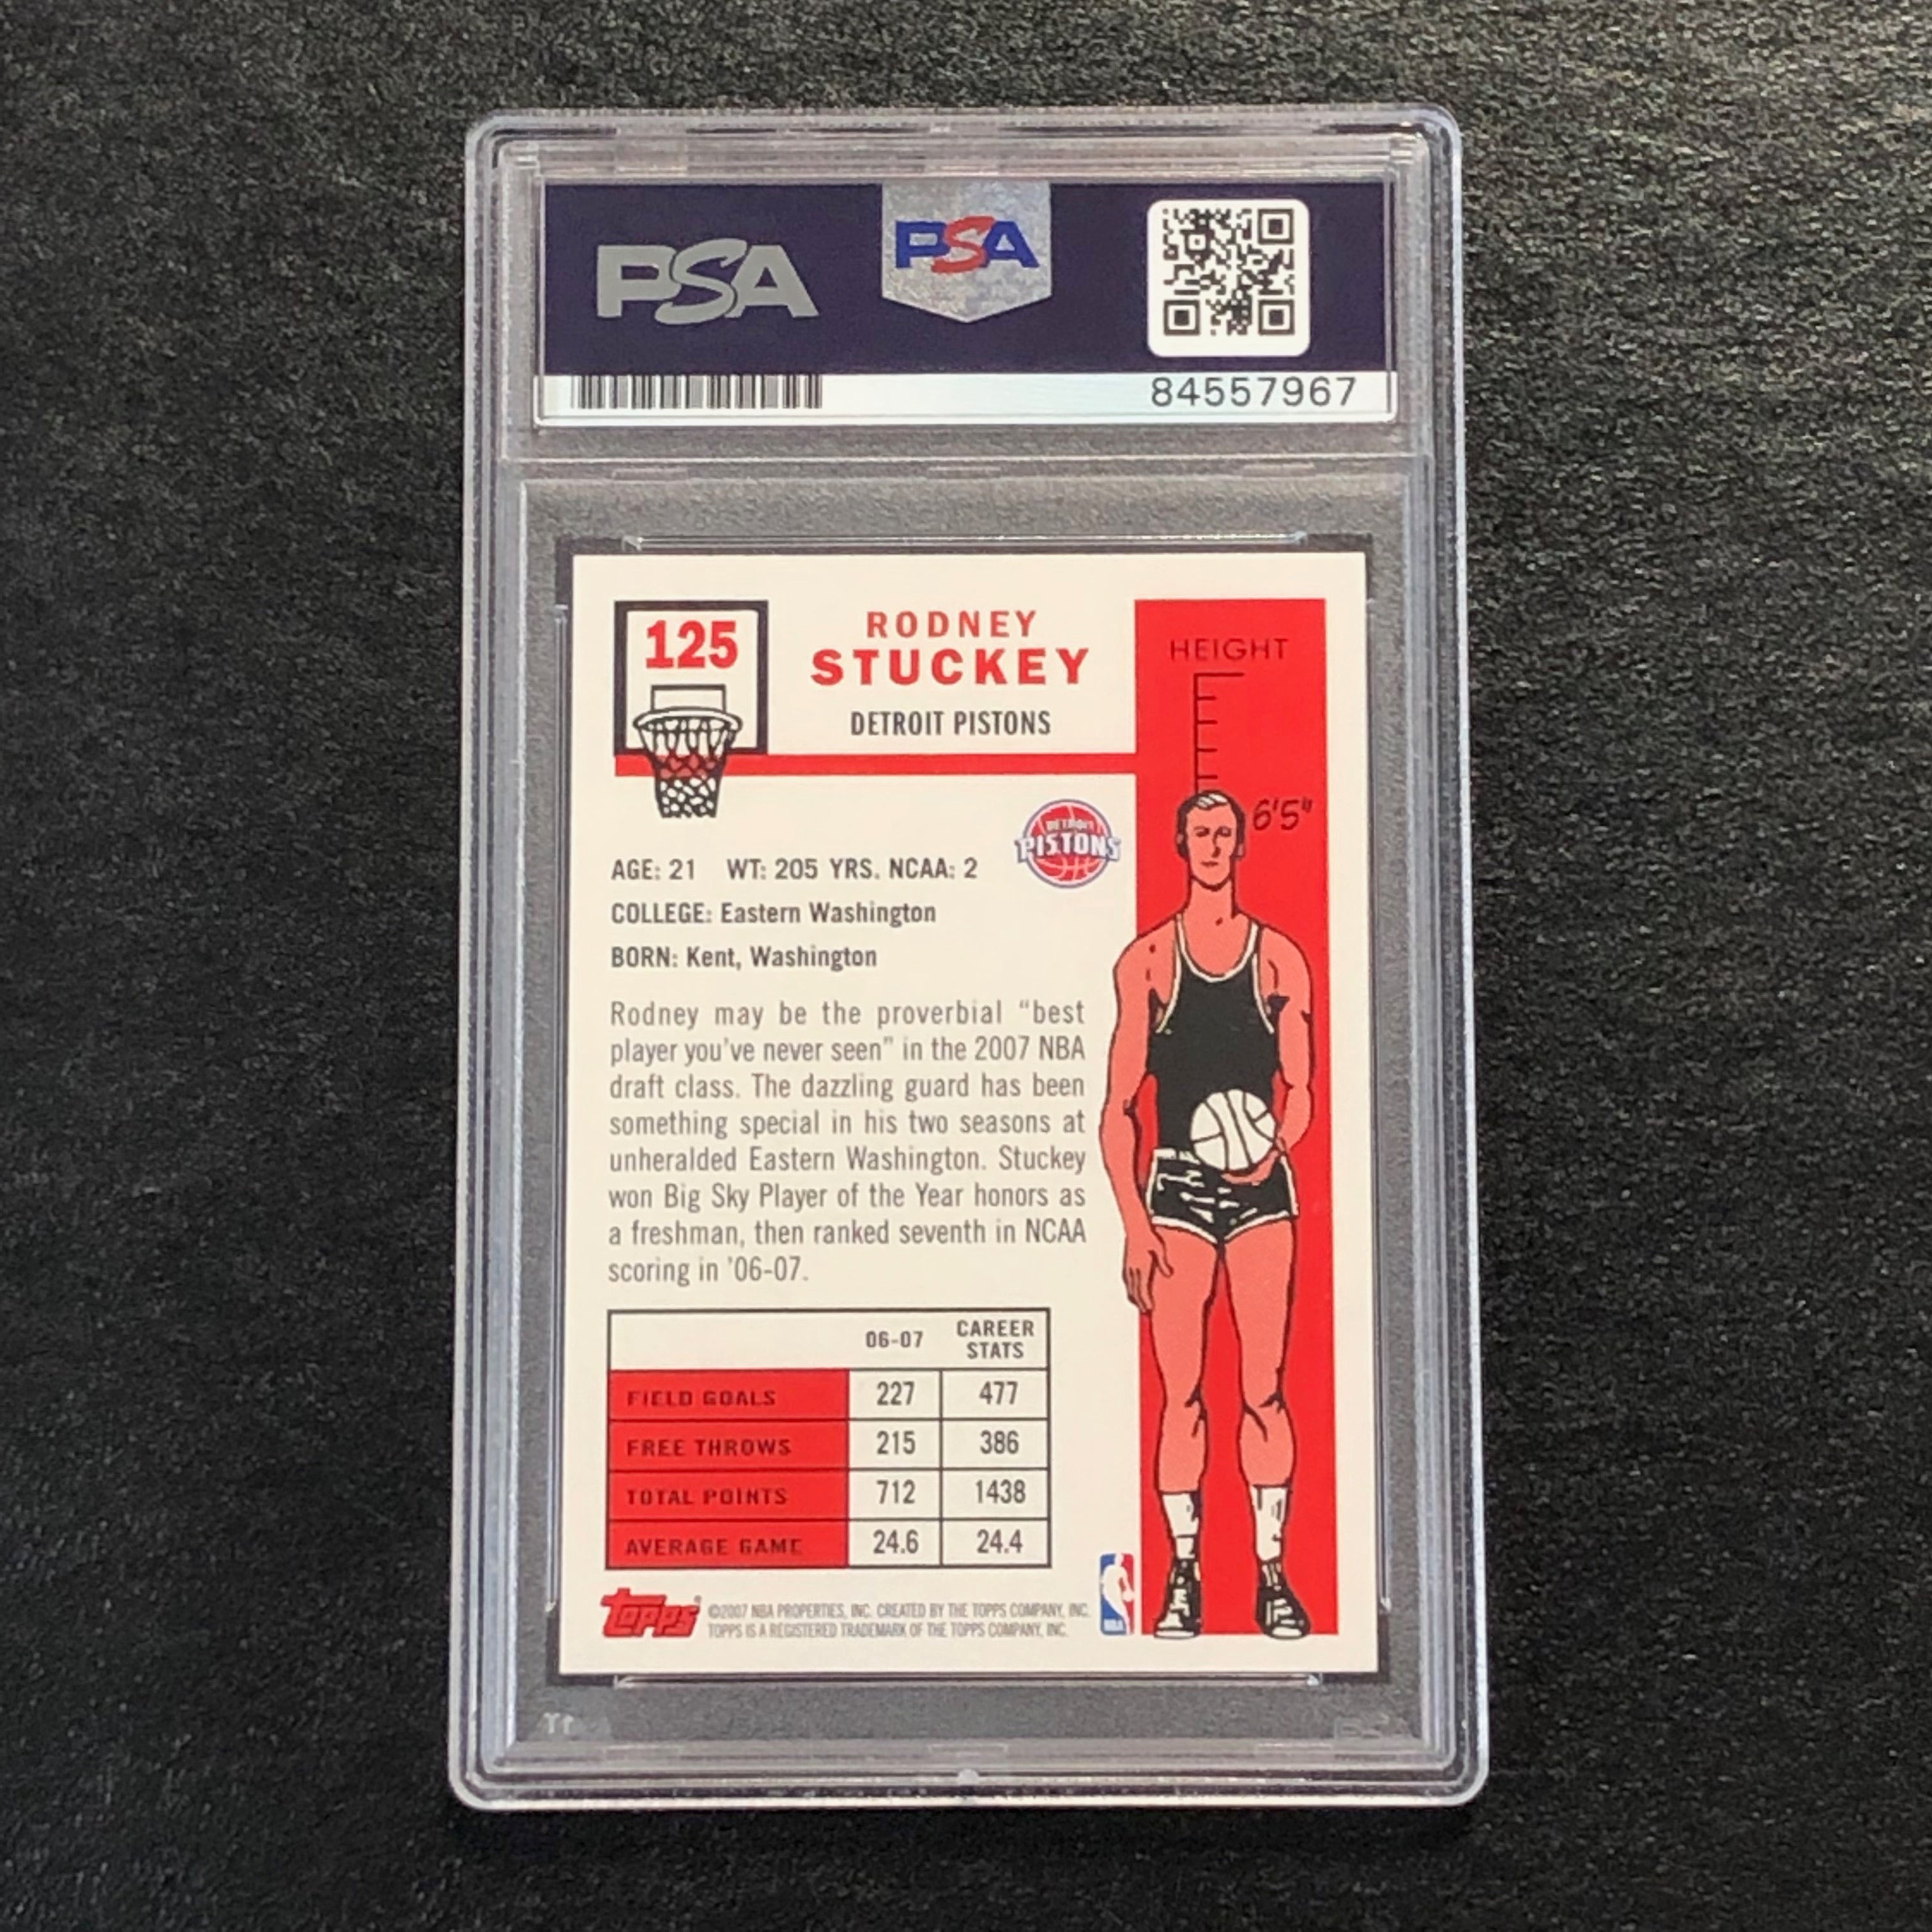 PSA
PSA
84557967
125
RODNEY
STUCKEY
DETROIT PISTONS
HEIGHT
6'5"
DETROIT
PISTONS
AGE: 21 WT: 205 YRS. NCAA: 2
COLLEGE: Eastern Washington
BORN: Kent, Washington
Rodney may be the proverbial “best
player you've never seen” in the 2007 NBA
draft class. The dazzling guard has been
something special in his two seasons at
unheralded Eastern Washington. Stuckey
won Big Sky Player of the Year honors as
a freshman, then ranked seventh in NCAA
scoring in '06-07.
06-07 CAREER STATS
FIELD GOALS 227 477
FREE THROWS 215 386
TOTAL POINTS 712 1438
AVERAGE GAME 24.6 24.4
topps
©2007 NBA PROPERTIES, INC. CREATED BY THE TOPPS COMPANY, INC.
TOPPS IS A REGISTERED TRADEMARK OF THE TOPPS COMPANY, INC.
NBA